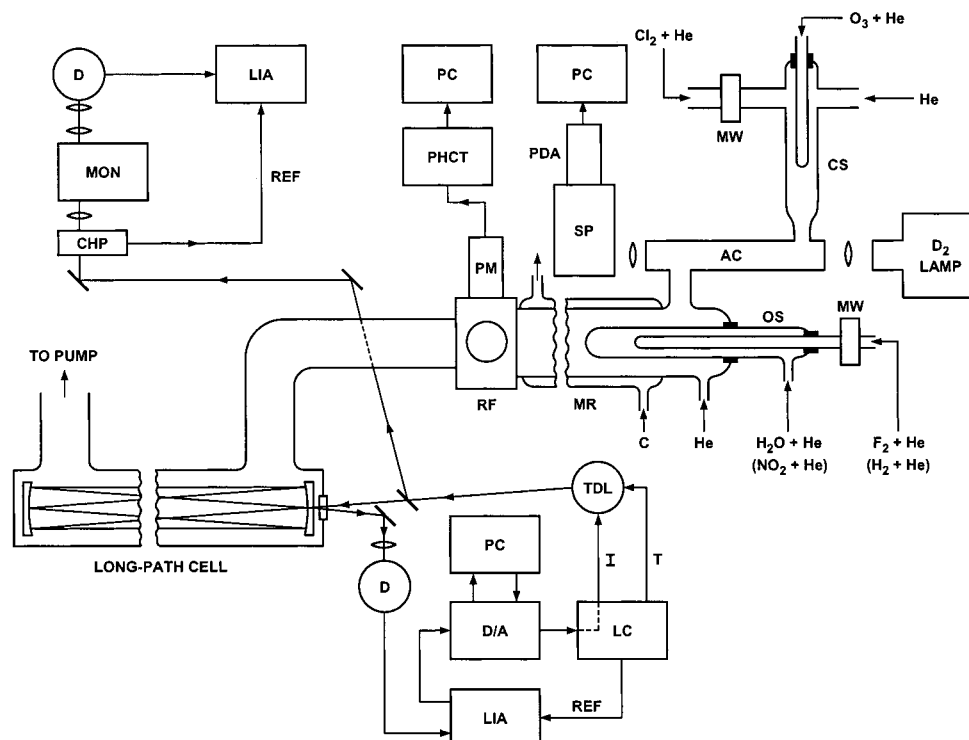 O3 + He
Cl2 + He
D
LIA
PC
PC
He
MW
PHCT
PDA
MON
REF
CS
SP
CHP
PM
AC
D2
LAMP
OS
MW
TO PUMP
RF
MR
C
He
H2O + He
(NO2 + He)
F2 + He
(H2 + He)
TDL
PC
I
T
LONG-PATH CELL
D
D/A
LC
LIA
REF